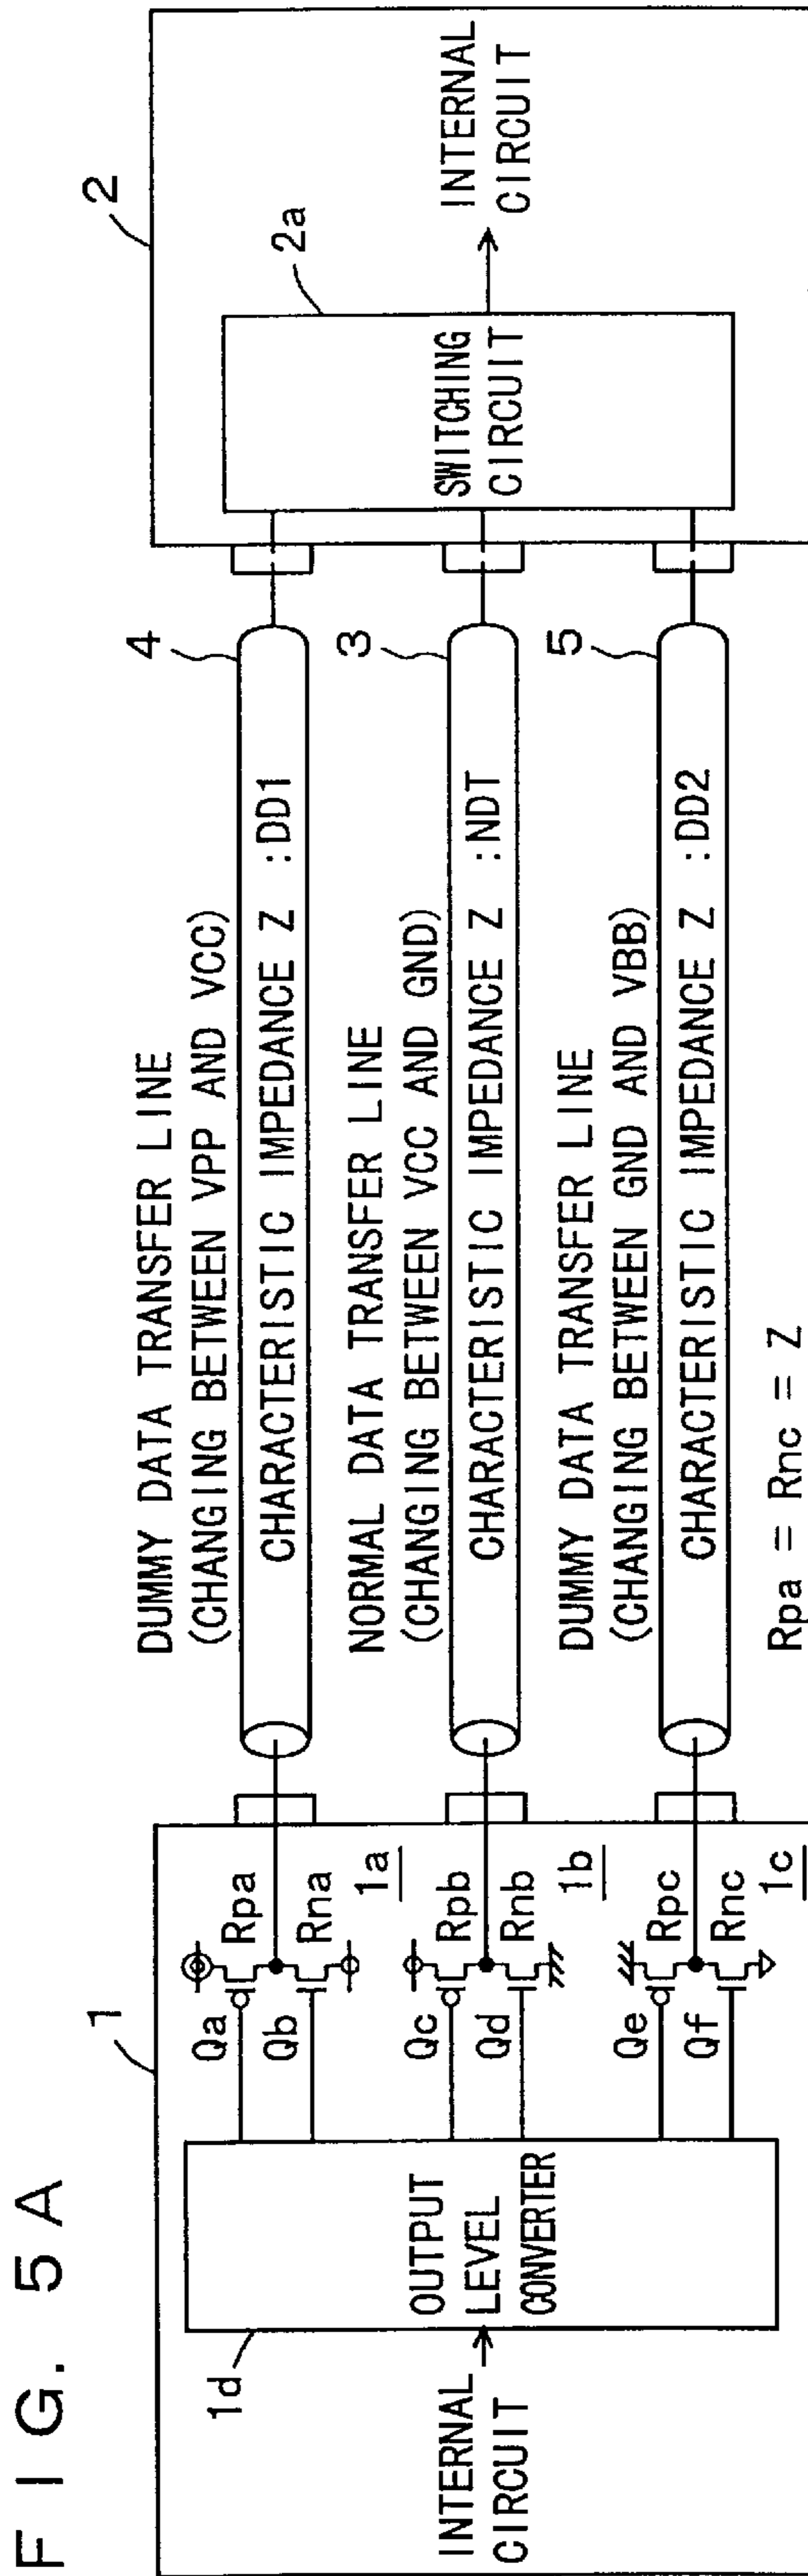 FIG. 5A
1
1d
INTERNAL
CIRCUIT
OUTPUT
LEVEL
CONVERTER
Qa
Qb
Rpa
Rna
1a
Qc
Qd
Rpb
Rnb
1b
Qe
Qf
Rpc
Rnc
1c
DUMMY DATA TRANSFER LINE
(CHANGING BETWEEN VPP AND VCC)
CHARACTERISTIC IMPEDANCE Z :DD1
4
NORMAL DATA TRANSFER LINE
(CHANGING BETWEEN VCC AND GND)
CHARACTERISTIC IMPEDANCE Z :NDT
3
DUMMY DATA TRANSFER LINE
(CHANGING BETWEEN GND AND VBB)
CHARACTERISTIC IMPEDANCE Z :DD2
5
Rpa = Rnc = Z
2
2a
SWITCHING
CIRCUIT
INTERNAL
CIRCUIT